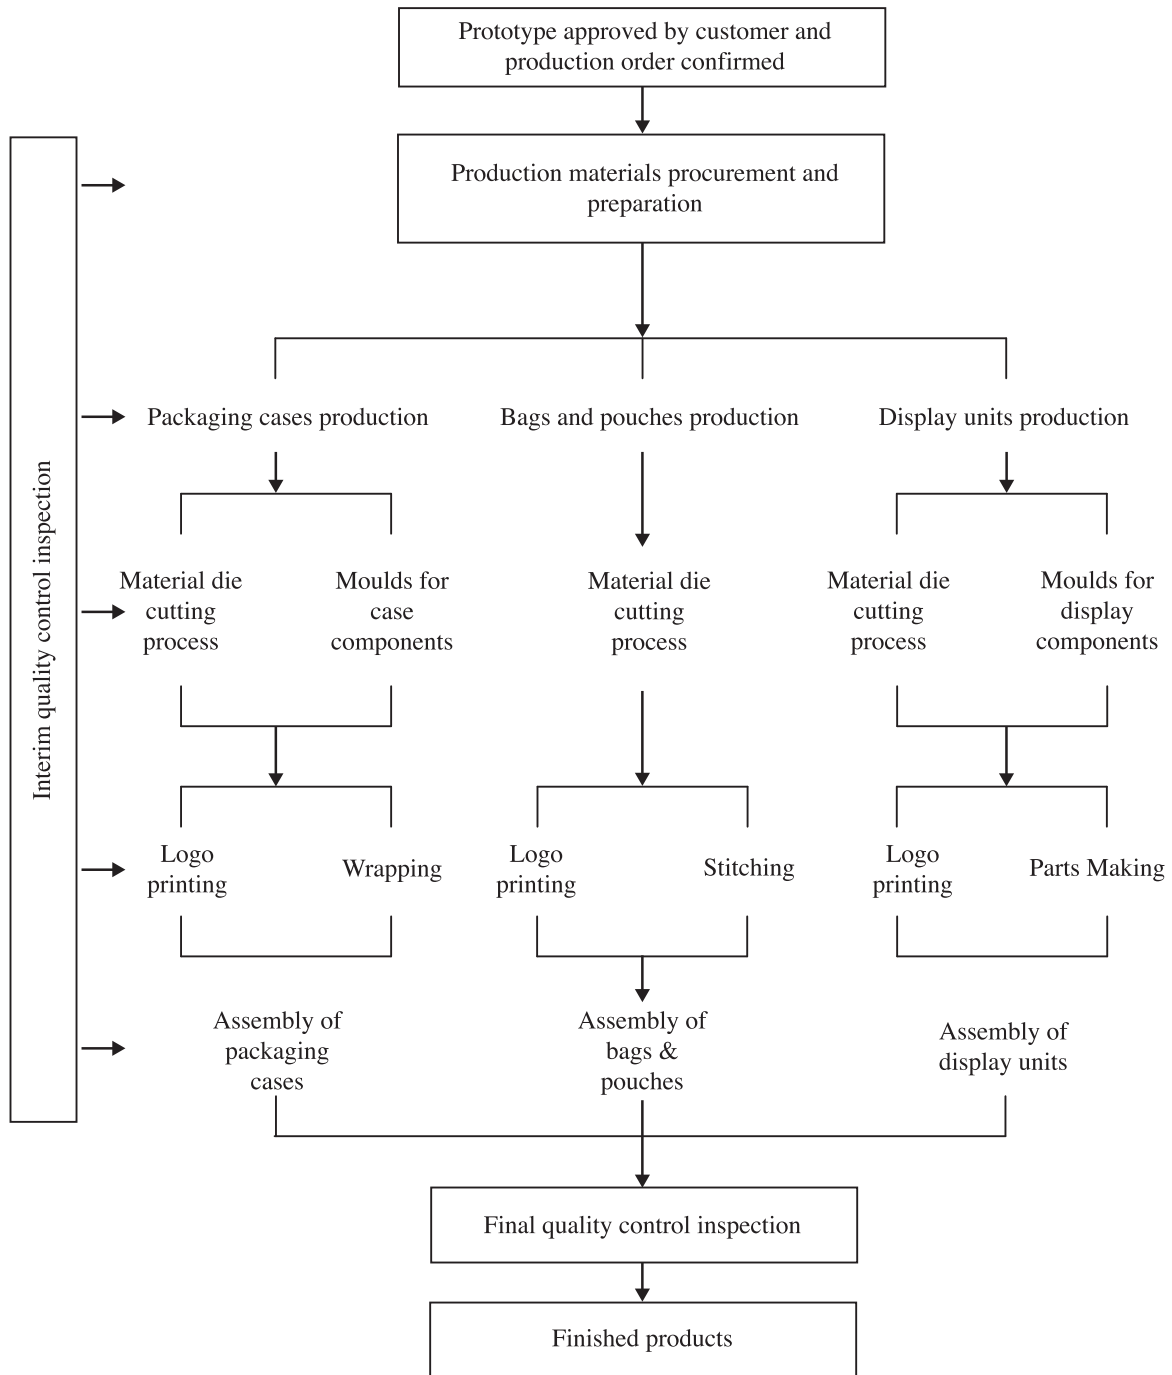 Prototype approved by customer and
production order confirmed
Production materials procurement and
preparation
Interim quality control inspection
Packaging cases production
Bags and pouches production
Display units production
Material die
cutting
process
Moulds for
case
components
Material die
cutting
process
Material die
cutting
process
Moulds for
display
components
Logo
printing
Wrapping
Logo
printing
Stitching
Logo
printing
Parts Making
Assembly of
packaging
cases
Assembly of
bags &
pouches
Assembly of
display units
Final quality control inspection
Finished products